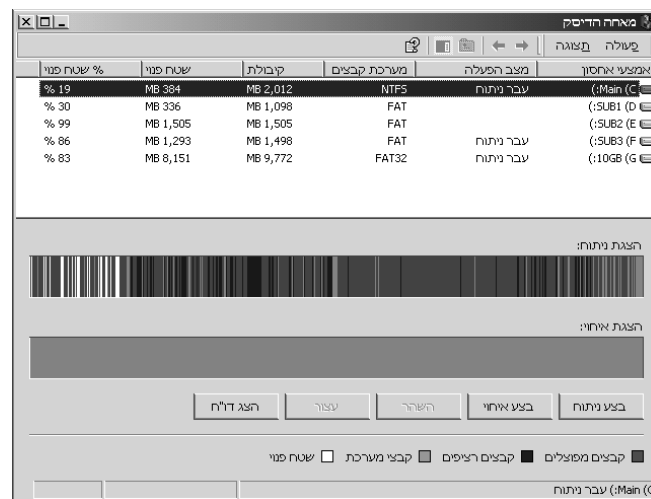 מאחה הדיסק
פעולה תצוגה
אמצעי אחסון מצב הפעלה מערכת קבצים קיבולת שטח פנוי % שטח פנוי
Main (C:) עבר ניתוח NTFS 2,012 MB 384 MB 19 %
SUB1 (D:) FAT 1,098 MB 336 MB 30 %
SUB2 (E:) FAT 1,505 MB 1,505 MB 99 %
SUB3 (F:) עבר ניתוח FAT 1,498 MB 1,293 MB 86 %
10GB (G:) עבר ניתוח FAT32 9,772 MB 8,151 MB 83 %
הצגת ניתוח:
הצגת איחוי:
בצע ניתוח בצע איחוי השהר עצור הצג דו"ח
קבצים מפוצלים קבצים רציפים קבצי מערכת שטח פנוי
Main (C:) עבר ניתוח